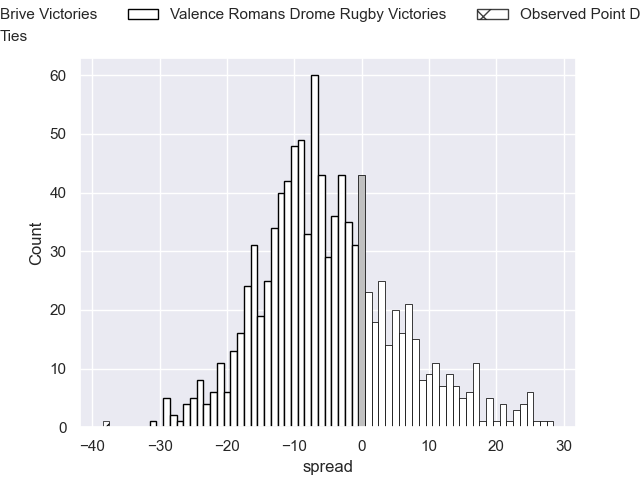 Brive Victories Valence Romans Drome Rugby Victories Observed Point D
Ties
60
50
40
30
20
10
0
Count
−40 −30 −20 −10 0 10 20 30
spread